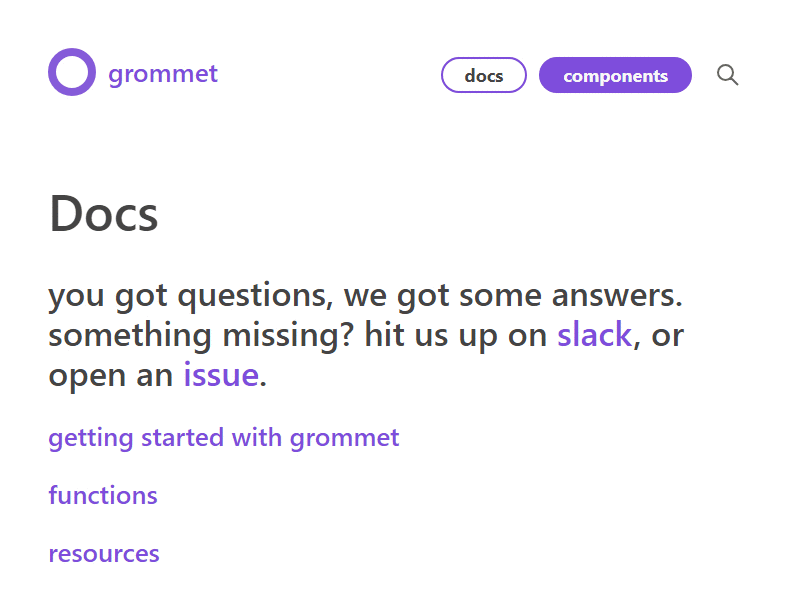 grommet
docs
components
Docs
you got questions, we got some answers.
something missing? hit us up on slack, or
open an issue.
getting started with grommet
functions
resources